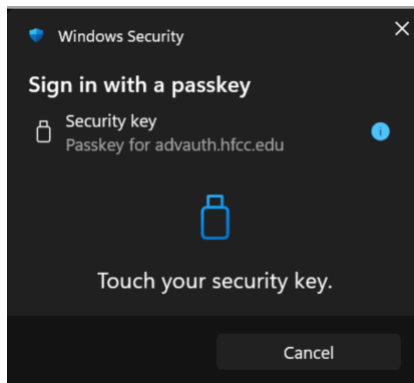 Windows Security
Sign in with a passkey
Security key
Passkey for advauth.hfcc.edu
Touch your security key.
Cancel